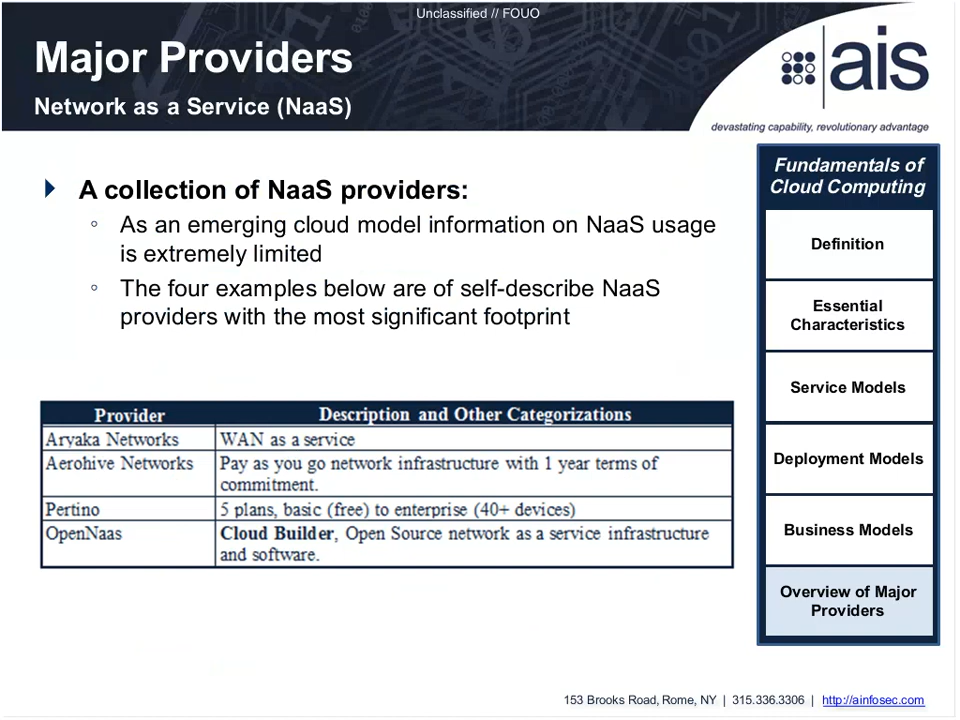 Unclassified // FOUO
Major Providers
Network as a Service (NaaS)
ais
devastating capability, revolutionary advantage
A collection of NaaS providers:
As an emerging cloud model information on NaaS usage
is extremely limited
The four examples below are of self-describe NaaS
providers with the most significant footprint
Provider Description and Other Categorizations
Aryaka Networks WAN as a service
Aerohive Networks Pay as you go network infrastructure with 1 year terms of
commitment.
Pertino 5 plans, basic (free) to enterprise (40+ devices)
OpenNaas Cloud Builder, Open Source network as a service infrastructure
and software.
Fundamentals of
Cloud Computing
Definition
Essential
Characteristics
Service Models
Deployment Models
Business Models
Overview of Major
Providers
153 Brooks Road, Rome, NY | 315.336.3306 | http://ainfosec.com